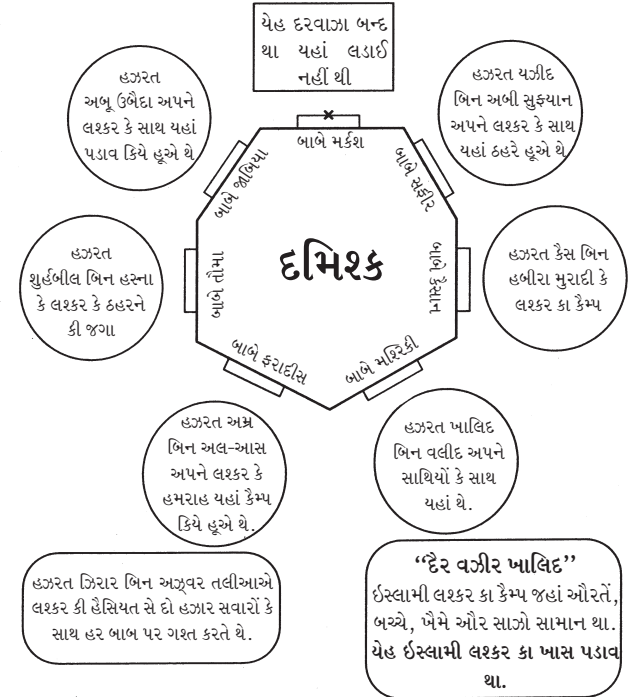 યેહ દરવાઝા બન્દ
થા યહાં લડાઈ
નહીં થી
હઝરત
અબૂ ઉબૈદા અપને
લશ્કર કે સાથ યહાં
પડાવ કિયે હૂએ થે
હઝરત યઝીદ
બિન અબી સુફ્યાન
અપને લશ્કર કે સાથ
યહાં ઠહરે હૂએ થે
બાબે મર્કશ
બાબે જાબિયા
બાબે સફીર
હઝરત
શુર્હબીલ બિન હસ્ના
કે લશ્કર કે ઠહરને
કી જગા
બાબે તૌમા
દમિશ્ક
બાબે કૈસાન
હઝરત કૈસ બિન
હબીરા મુરાદી કે
લશ્કર કા કૈમ્પ
બાબે ફરાદીસ
બાબે મશ્રિકી
હઝરત અમ્ર
બિન અલ-આસ
અપને લશ્કર કે
હમરાહ યહાં કૈમ્પ
કિયે હૂએ થે.
હઝરત ખાલિદ
બિન વલીદ અપને
સાથિયોં કે સાથ
યહાં થે.
હઝરત ઝિરાર બિન અઝ્વર તલીઆએ
લશ્કર કી હૈસિયત સે દો હઝાર સવારોં કે
સાથ હર બાબ પર ગશ્ત કરતે થે.
“દૈર વઝીર ખાલિદ”
ઇસ્લામી લશ્કર કા કૈમ્પ જહાં ઔરતેં,
બચ્ચે, ખૈમે ઔર સાઝો સામાન થા.
યેહ ઇસ્લામી લશ્કર કા ખાસ પડાવ
થા.